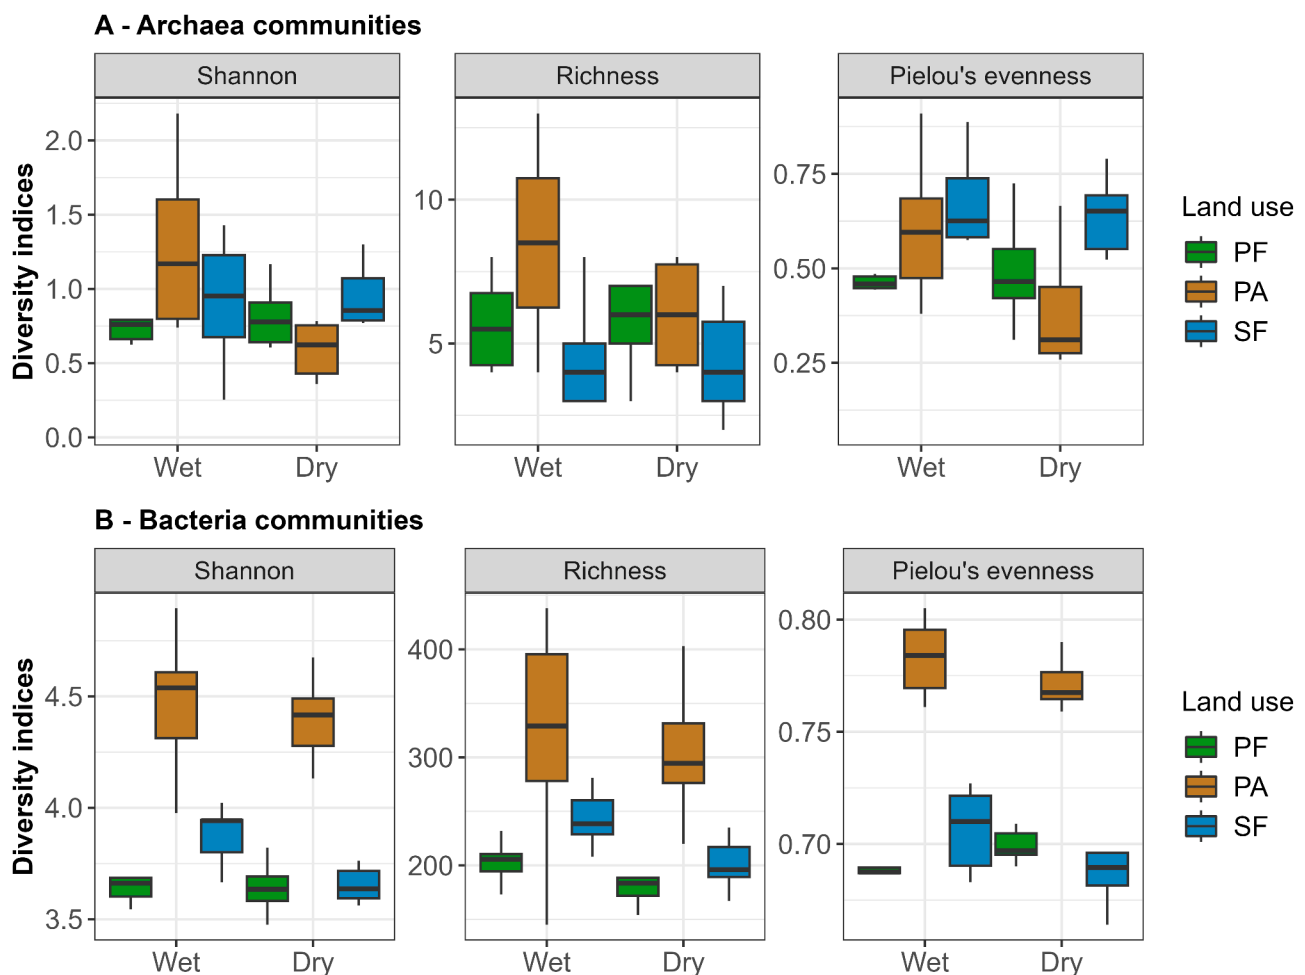 A - Archaea communities
Shannon
Richness
Pielou's evenness
Diversity indices
2.0
1.5
1.0
0.5
0.0
10
5
0.75
0.50
0.25
Wet
Dry
Wet
Dry
Wet
Dry
Land use
PF
PA
SF
B - Bacteria communities
Shannon
Richness
Pielou's evenness
Diversity indices
4.5
4.0
3.5
400
300
200
0.80
0.75
0.70
Wet
Dry
Wet
Dry
Wet
Dry
Land use
PF
PA
SF